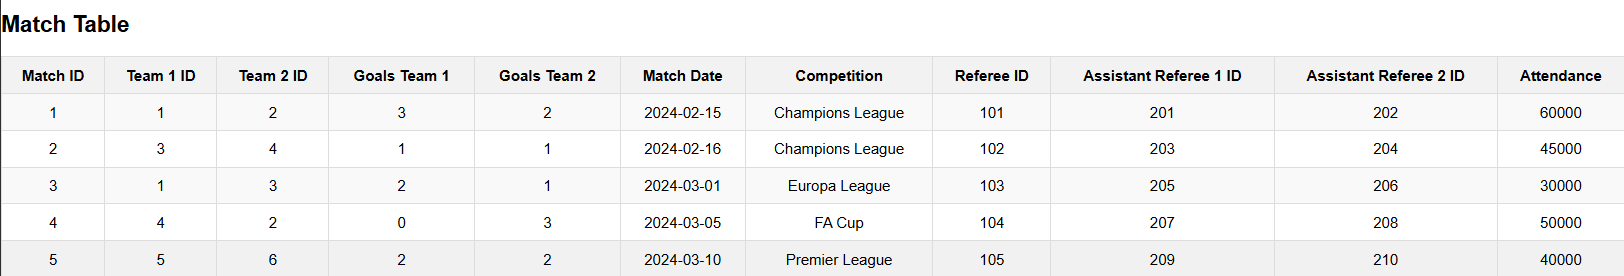 Match Table
Match ID Team 1 ID Team 2 ID Goals Team 1 Goals Team 2 Match Date Competition Referee ID Assistant Referee 1 ID Assistant Referee 2 ID Attendance
1 1 2 3 2 2024-02-15 Champions League 101 201 202 60000
2 3 4 1 1 2024-02-16 Champions League 102 203 204 45000
3 1 3 2 1 2024-03-01 Europa League 103 205 206 30000
4 4 2 0 3 2024-03-05 FA Cup 104 207 208 50000
5 5 6 2 2 2024-03-10 Premier League 105 209 210 40000